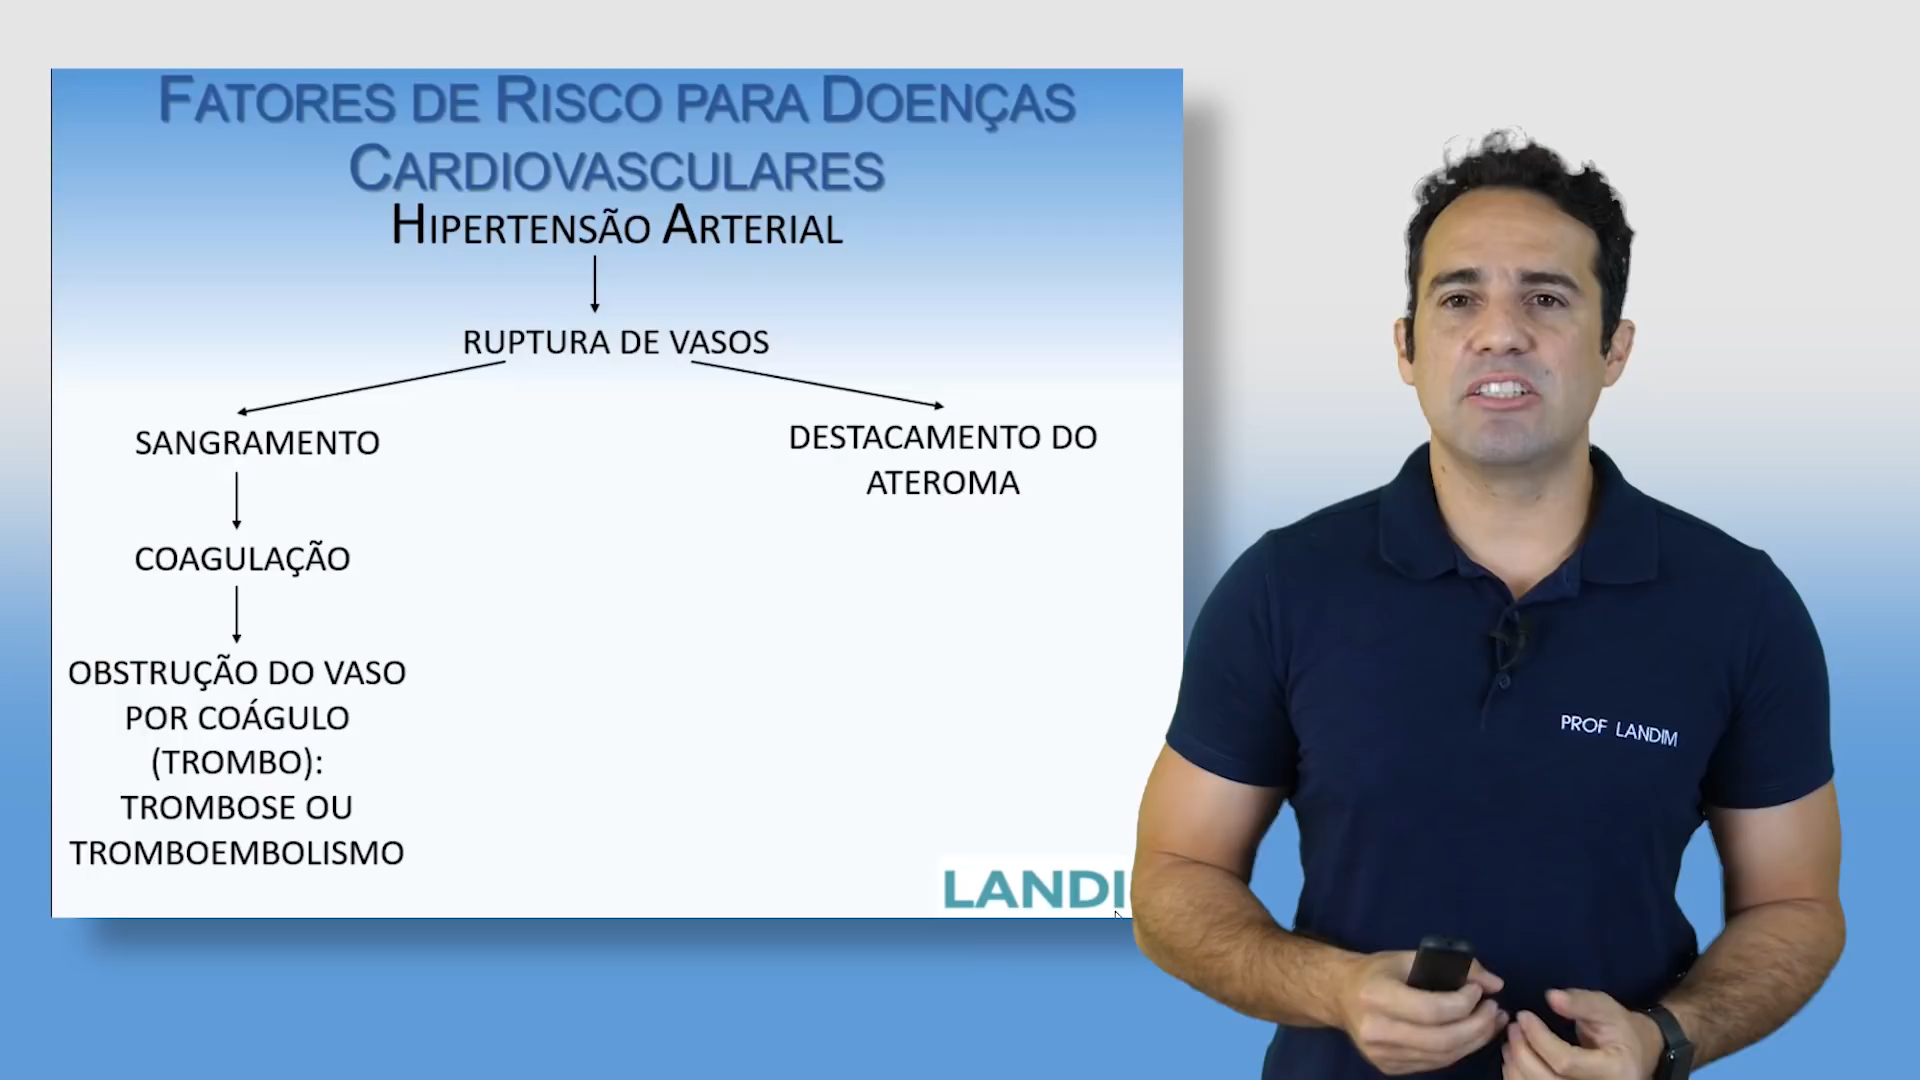 FATORES DE RISCO PARA DOENÇAS
CARDIOVASCULARES
HIPERTENSÃO ARTERIAL
RUPTURA DE VASOS
SANGRAMENTO
DESTACAMENTO DO
ATEROMA
COAGULAÇÃO
OBSTRUÇÃO DO VASO
POR COÁGULO
(TROMBO):
TROMBOSE OU
TROMBOEMBOLISMO
LANDI
PROF LANDIM